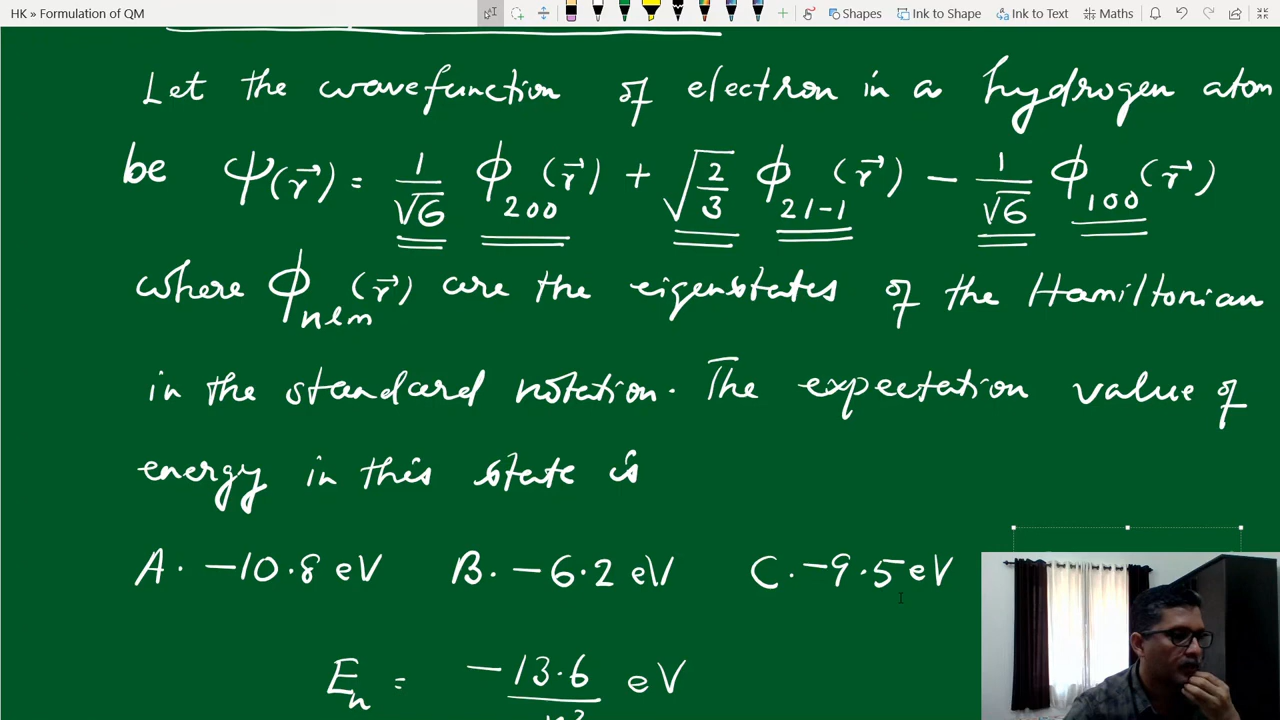 HK » Formulation of QM
Shapes Ink to Shape Ink to Text Maths
Let the wavefunction of electron in a hydrogen atom
be ψ(r⃗) = 1/√6 ϕ₂₀₀(r⃗) + √(2/3) ϕ₂₁₋₁(r⃗) − 1/√6 ϕ₁₀₀(r⃗)
where ϕₙₗₘ(r⃗) are the eigenstates of the Hamiltonian
in the standard notation. The expectation value of
energy in this state is
A. −10.8 eV B. −6.2 eV C. −9.5 eV
Eₙ = −13.6/n² eV